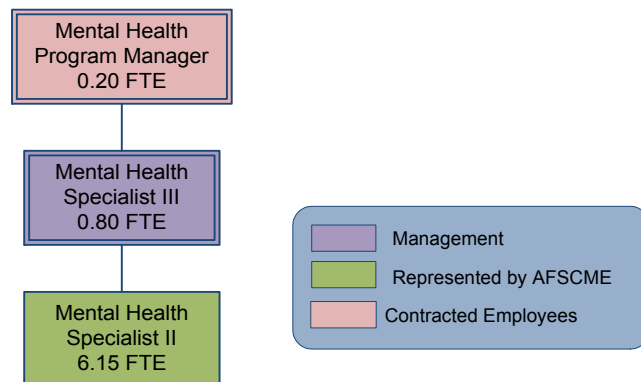 Mental Health
Program Manager
0.20 FTE
Mental Health
Specialist III
0.80 FTE
Mental Health
Specialist II
6.15 FTE
Management
Represented by AFSCME
Contracted Employees